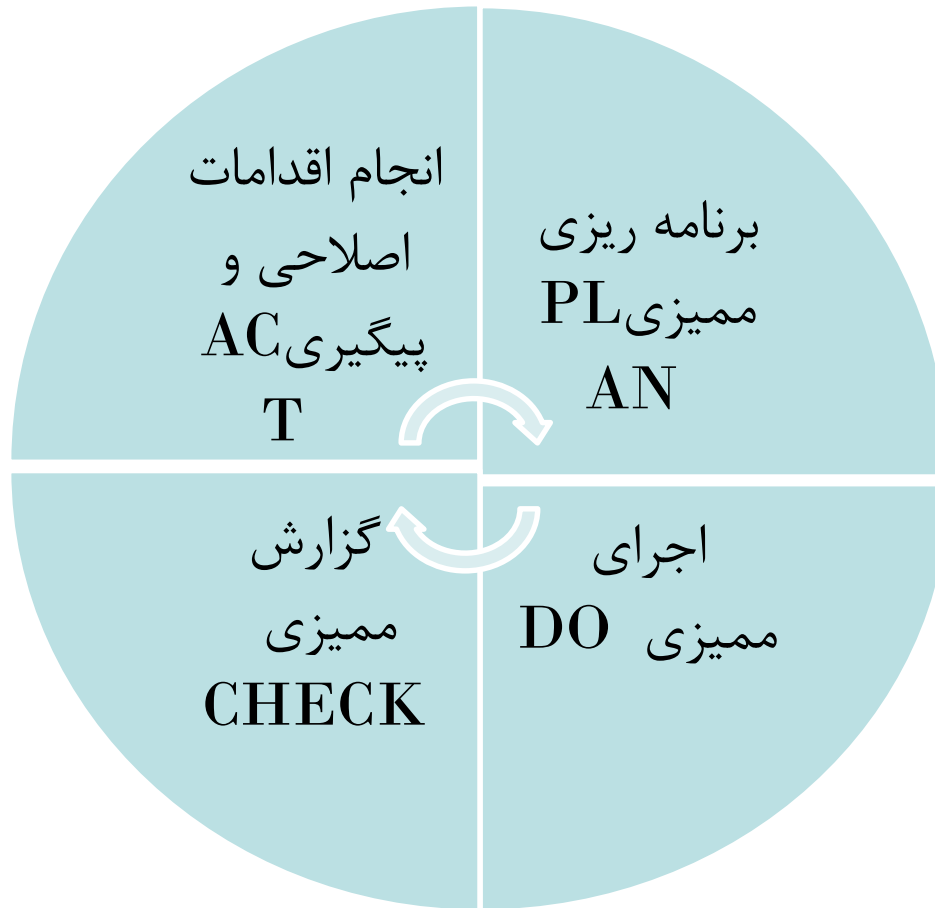 برنامه ریزی
ممیزیPL
AN
اجرای
ممیزی DO
گزارش
ممیزی
CHECK
انجام اقدامات
اصلاحی و
پیگیریAC
T